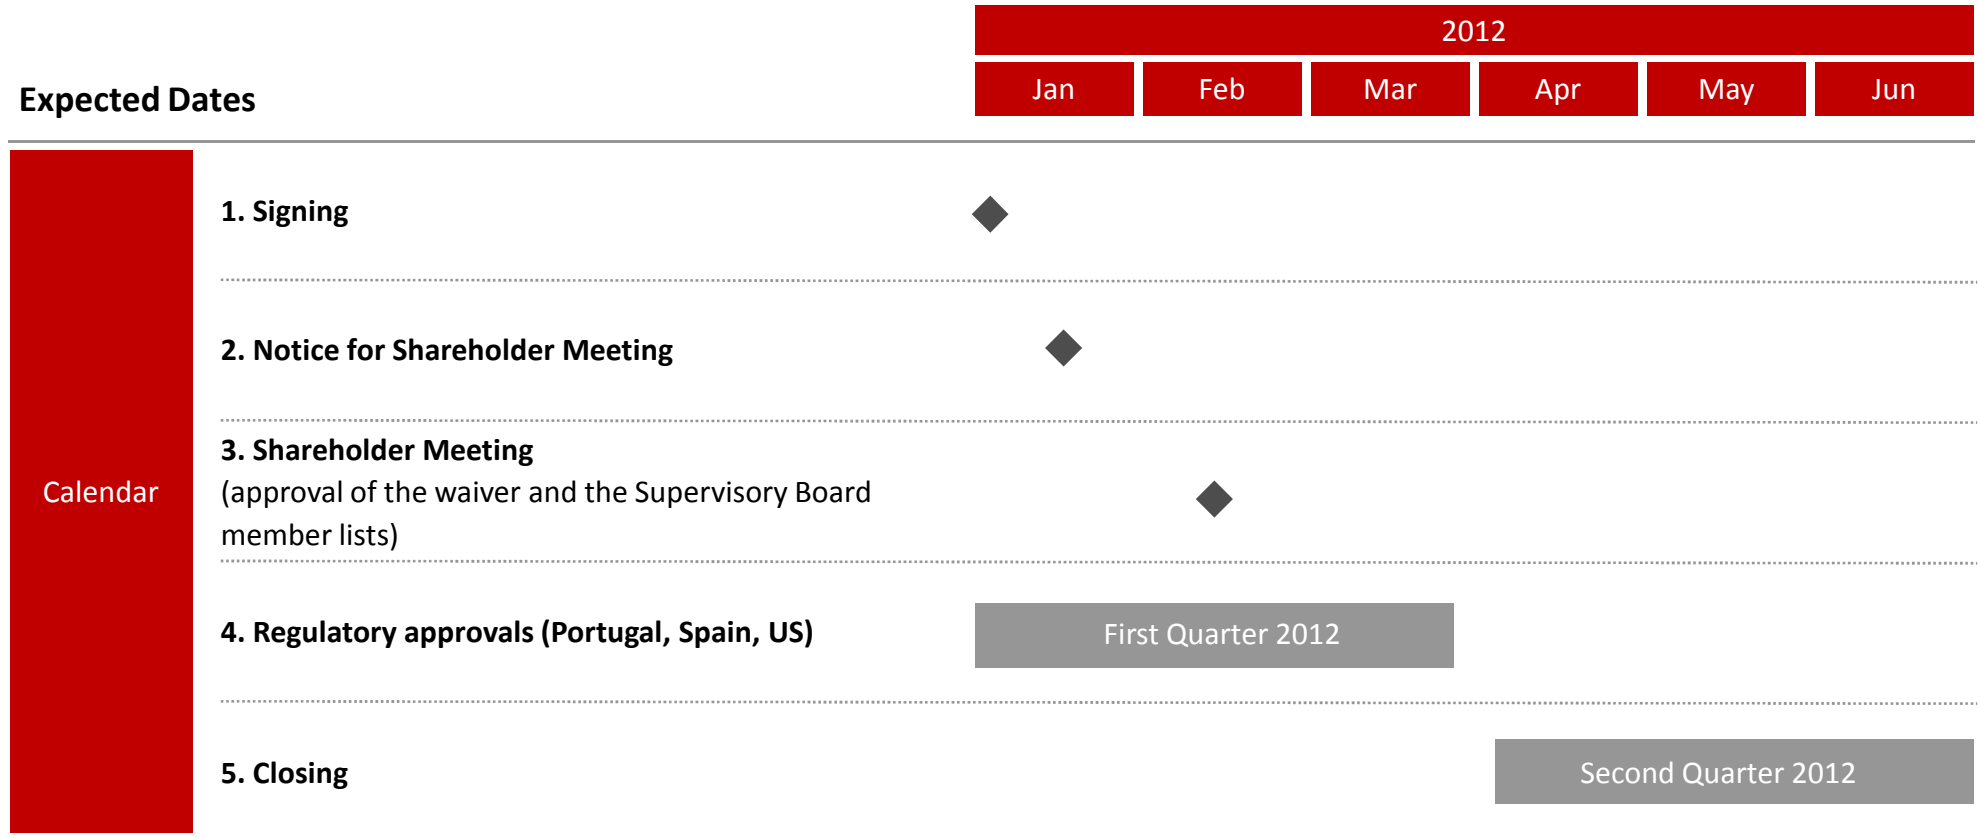 2012
Expected Dates
Jan
Feb
Mar
Apr
May
Jun
Calendar
1. Signing
2. Notice for Shareholder Meeting
3. Shareholder Meeting
(approval of the waiver and the Supervisory Board
member lists)
4. Regulatory approvals (Portugal, Spain, US)
First Quarter 2012
5. Closing
Second Quarter 2012